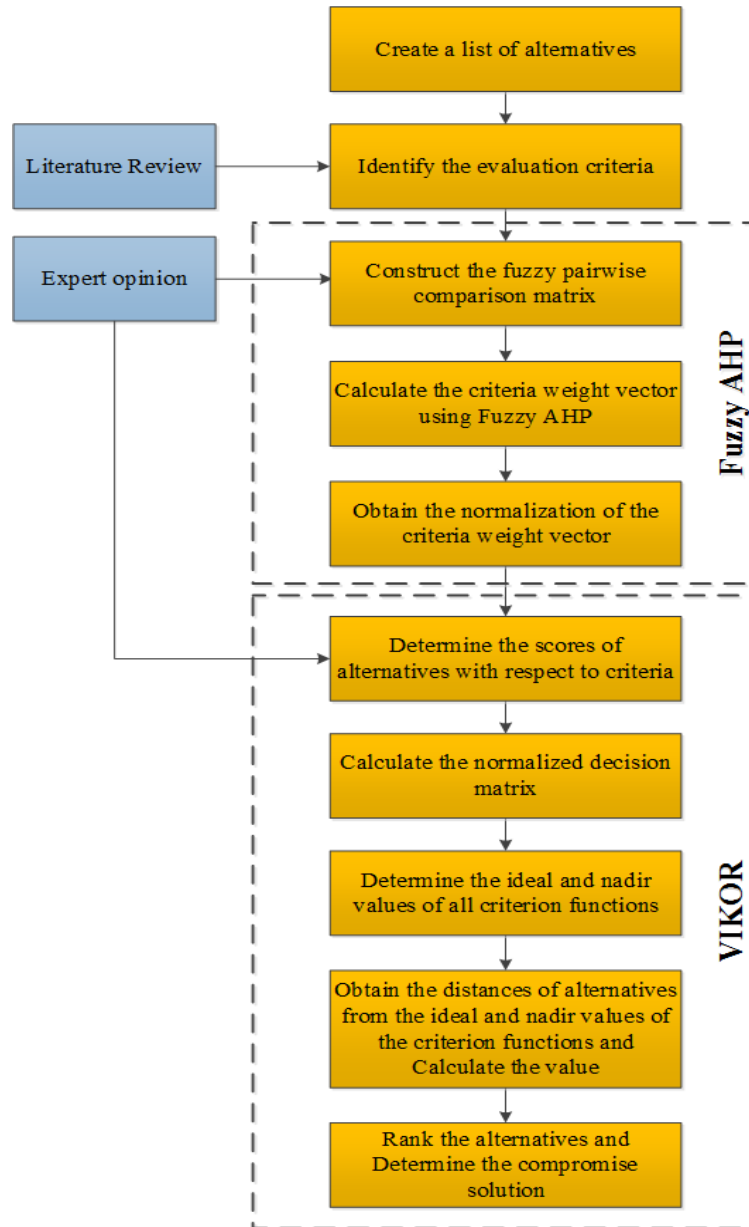 Create a list of alternatives
Literature Review
Identify the evaluation criteria
Expert opinion
Construct the fuzzy pairwise
comparison matrix
Calculate the criteria weight vector
using Fuzzy AHP
Obtain the normalization of the
criteria weight vector
Fuzzy AHP
Determine the scores of
alternatives with respect to criteria
Calculate the normalized decision
matrix
Determine the ideal and nadir
values of all criterion functions
Obtain the distances of alternatives
from the ideal and nadir values of
the criterion functions and
Calculate the value
Rank the alternatives and
Determine the compromise
solution
VIKOR